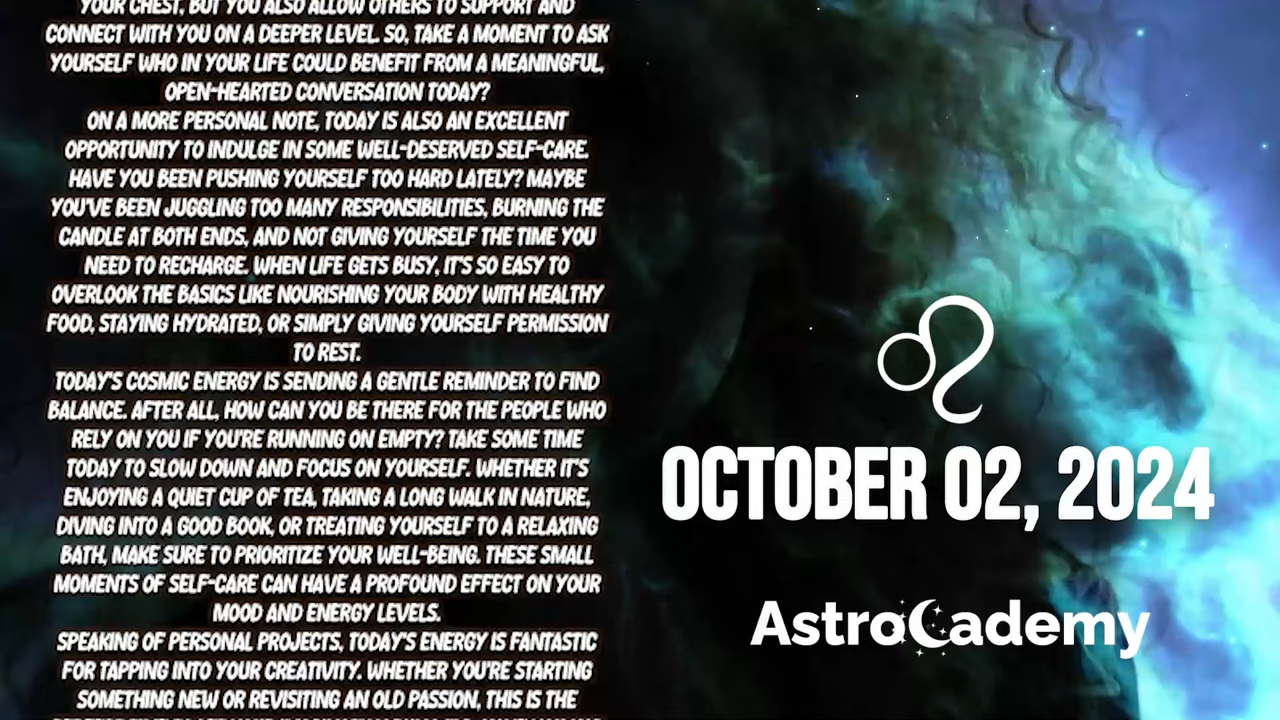 YOUR CHEST, BUT YOU ALSO ALLOW OTHERS TO SUPPORT AND
CONNECT WITH YOU ON A DEEPER LEVEL. SO, TAKE A MOMENT TO ASK
YOURSELF WHO IN YOUR LIFE COULD BENEFIT FROM A MEANINGFUL,
OPEN-HEARTED CONVERSATION TODAY?
ON A MORE PERSONAL NOTE, TODAY IS ALSO AN EXCELLENT
OPPORTUNITY TO INDULGE IN SOME WELL-DESERVED SELF-CARE.
HAVE YOU BEEN PUSHING YOURSELF TOO HARD LATELY? MAYBE
YOU'VE BEEN JUGGLING TOO MANY RESPONSIBILITIES, BURNING THE
CANDLE AT BOTH ENDS, AND NOT GIVING YOURSELF THE TIME YOU
NEED TO RECHARGE. WHEN LIFE GETS BUSY, IT'S SO EASY TO
OVERLOOK THE BASICS LIKE NOURISHING YOUR BODY WITH HEALTHY
FOOD, STAYING HYDRATED, OR SIMPLY GIVING YOURSELF PERMISSION
TO REST.
TODAY'S COSMIC ENERGY IS SENDING A GENTLE REMINDER TO FIND
BALANCE. AFTER ALL, HOW CAN YOU BE THERE FOR THE PEOPLE WHO
RELY ON YOU IF YOU'RE RUNNING ON EMPTY? TAKE SOME TIME
TODAY TO SLOW DOWN AND FOCUS ON YOURSELF. WHETHER IT'S
ENJOYING A QUIET CUP OF TEA, TAKING A LONG WALK IN NATURE,
DIVING INTO A GOOD BOOK, OR TREATING YOURSELF TO A RELAXING
BATH, MAKE SURE TO PRIORITIZE YOUR WELL-BEING. THESE SMALL
MOMENTS OF SELF-CARE CAN HAVE A PROFOUND EFFECT ON YOUR
MOOD AND ENERGY LEVELS.
SPEAKING OF PERSONAL PROJECTS, TODAY'S ENERGY IS FANTASTIC
FOR TAPPING INTO YOUR CREATIVITY. WHETHER YOU'RE STARTING
SOMETHING NEW OR REVISITING AN OLD PASSION, THIS IS THE
♌
OCTOBER 02, 2024
AstroCademy